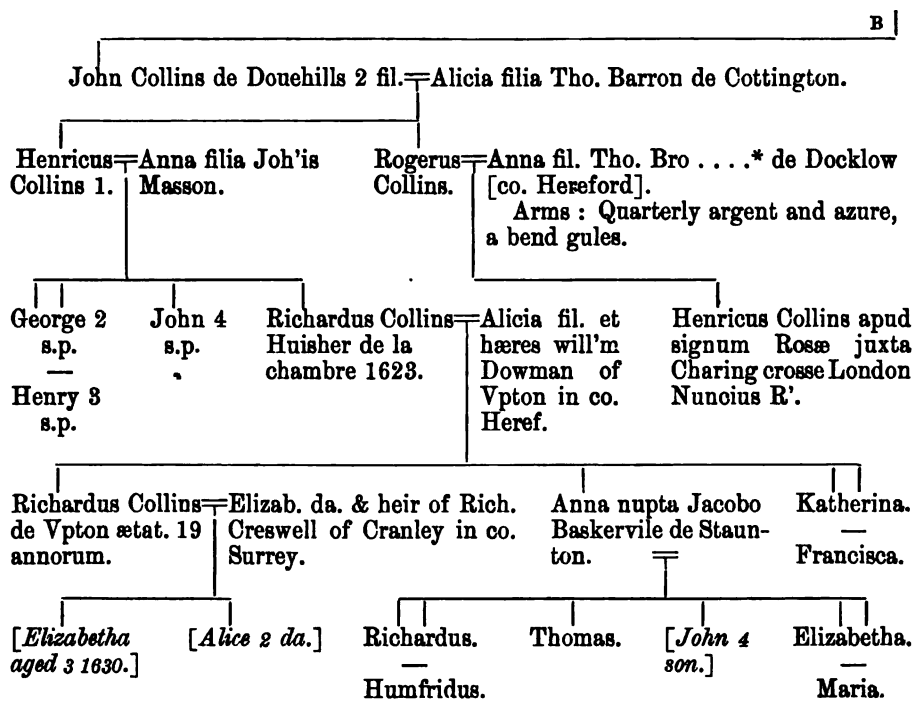 B
John Collins de Douehills 2 fil.=Alicia filia Tho. Barron de Cottington.
Henricus=Anna filia Joh'is
Collins 1. Masson.
Rogerus=Anna fil. Tho. Bro . . . .* de Docklow
Collins. [co. Hereford].
Arms : Quarterly argent and azure,
a bend gules.
George 2
s.p.
—
Henry 3
s.p.
John 4
s.p.
Richardus Collins=Alicia fil. et
Huisher de la hæres will'm
chambre 1623. Dowman of
Vpton in co.
Heref.
Henricus Collins apud
signum Rosæ juxta
Charing crosse London
Nuncius R'.
Richardus Collins=Elizab. da. & heir of Rich.
de Vpton ætat. 19 Creswell of Cranley in co.
annorum. Surrey.
Anna nupta Jacobo
Baskervile de Staun-
ton.
=
Katherina.
—
Francisca.
[Elizabetha
aged 3 1630.]
[Alice 2 da.]
Richardus.
—
Humfridus.
Thomas.
[John 4
son.]
Elizabetha.
—
Maria.